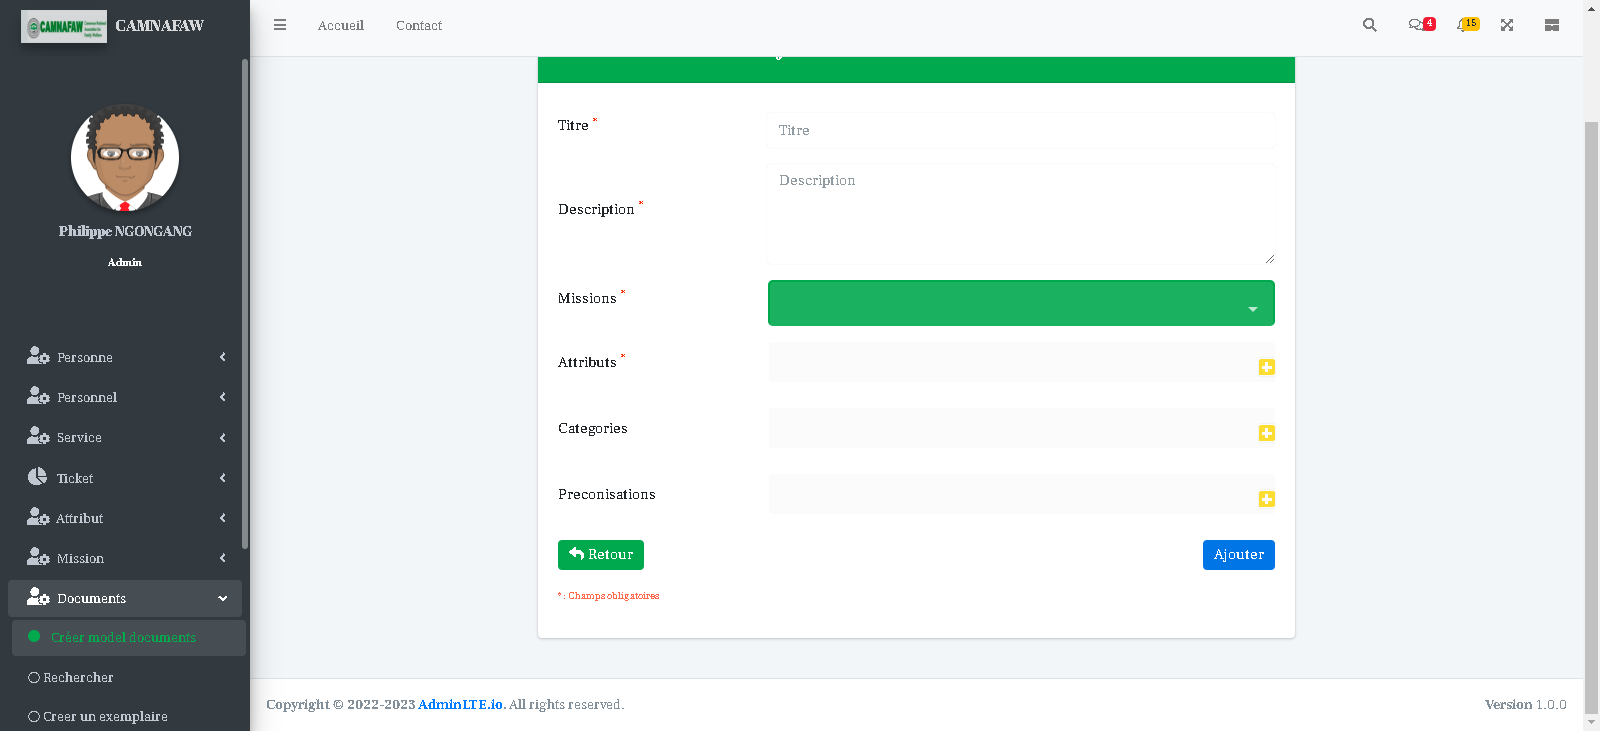 CAMNAFAW
CAMNAFAW
Accueil
Contact
4
15
Philippe NGONGANG
Admin
Personne
Personnel
Service
Ticket
Attribut
Mission
Documents
Créer model documents
Rechercher
Creer un exemplaire
Titre *
Titre
Description *
Description
Missions *
Attributs *
Categories
Preconisations
Retour
Ajouter
* : Champs obligatoires
Copyright © 2022-2023 AdminLTE.io. All rights reserved.
Version 1.0.0